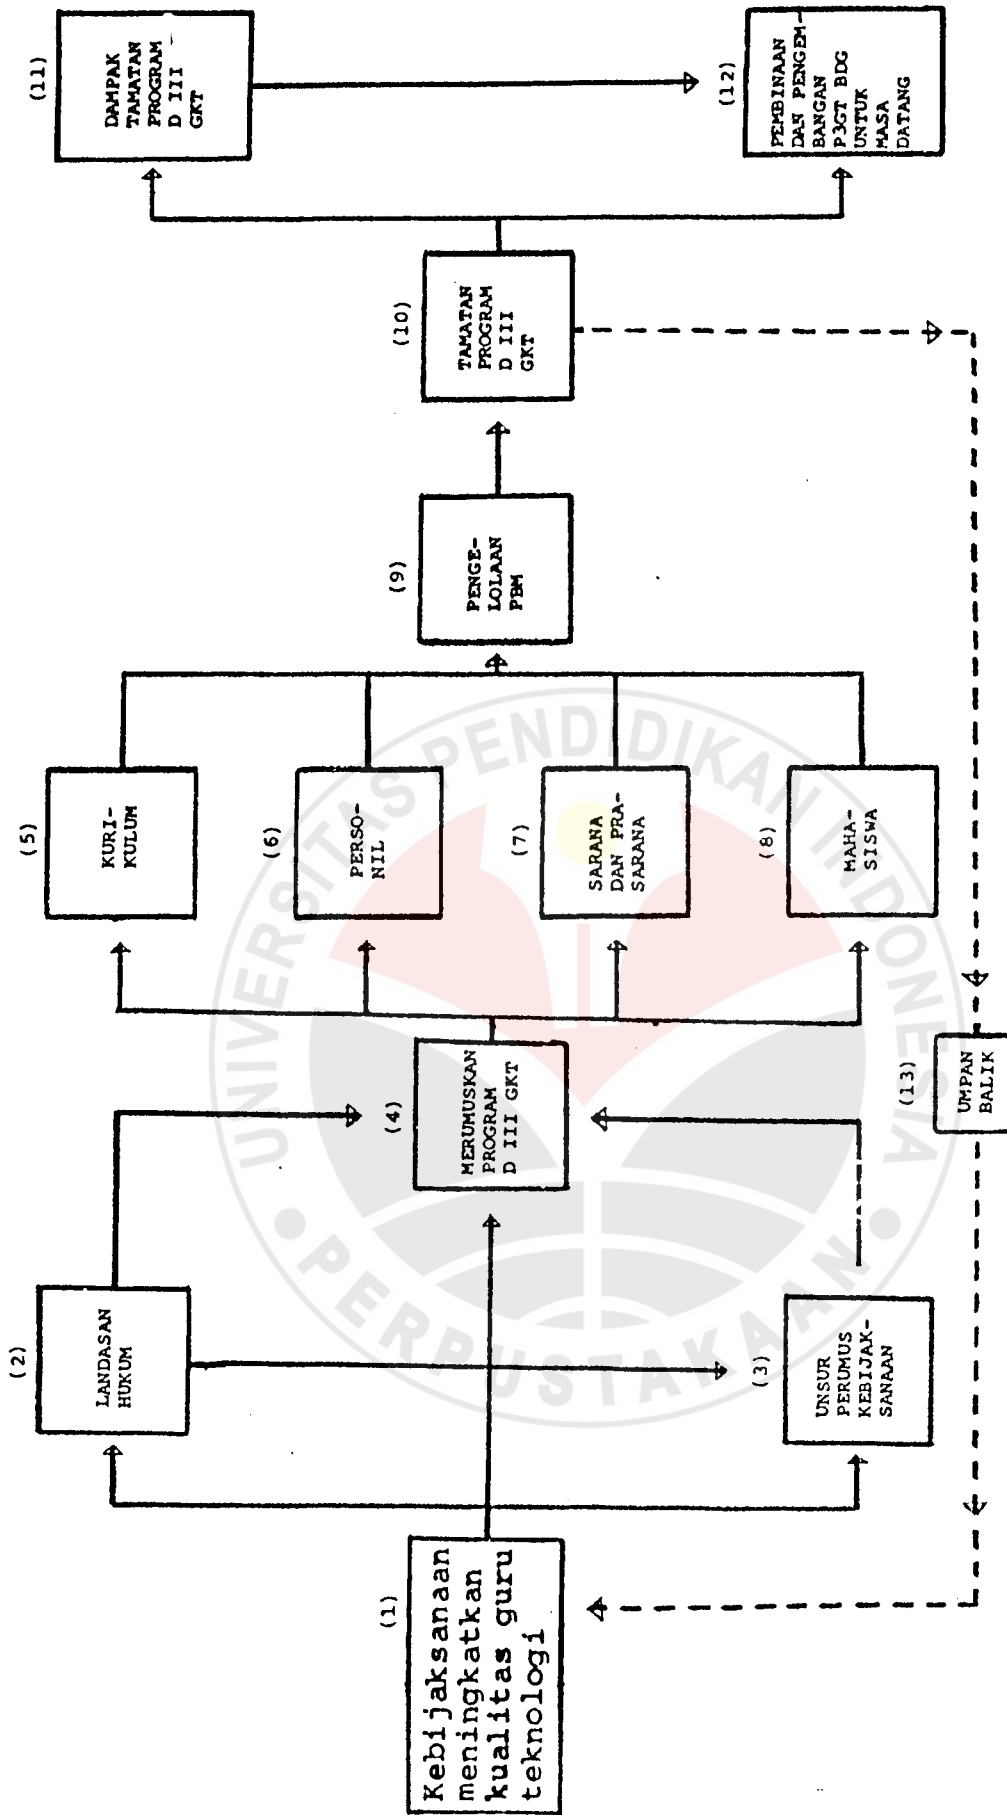 (1)
Kebijaksanaan
meningkatkan
kualitas guru
teknologi
(2)
LANDASAN
HUKUM
(3)
UNSUR
PERUMUS
KEBIJAK-
SANAAN
(4)
MERUMUSKAN
PROGRAM
D III GKT
(5)
KURI-
KULUM
(6)
PERSO-
NIL
(7)
SARANA
DAN PRA-
SARANA
(8)
MAHA-
SISWA
(9)
PENGE-
LOLAAN
PBM
(10)
TAMATAN
PROGRAM
D III
GKT
(11)
DAMPAK
TAMATAN
PROGRAM
D III
GKT
(12)
PEMBINAAN
DAN PENGEM-
BANGAN
P3GT BDG
UNTUK
MASA
DATANG
(13)
UMPAN
BALIK
UNIVERSITAS PENDIDIKAN INDONESIA
PERPUSTAKAAN